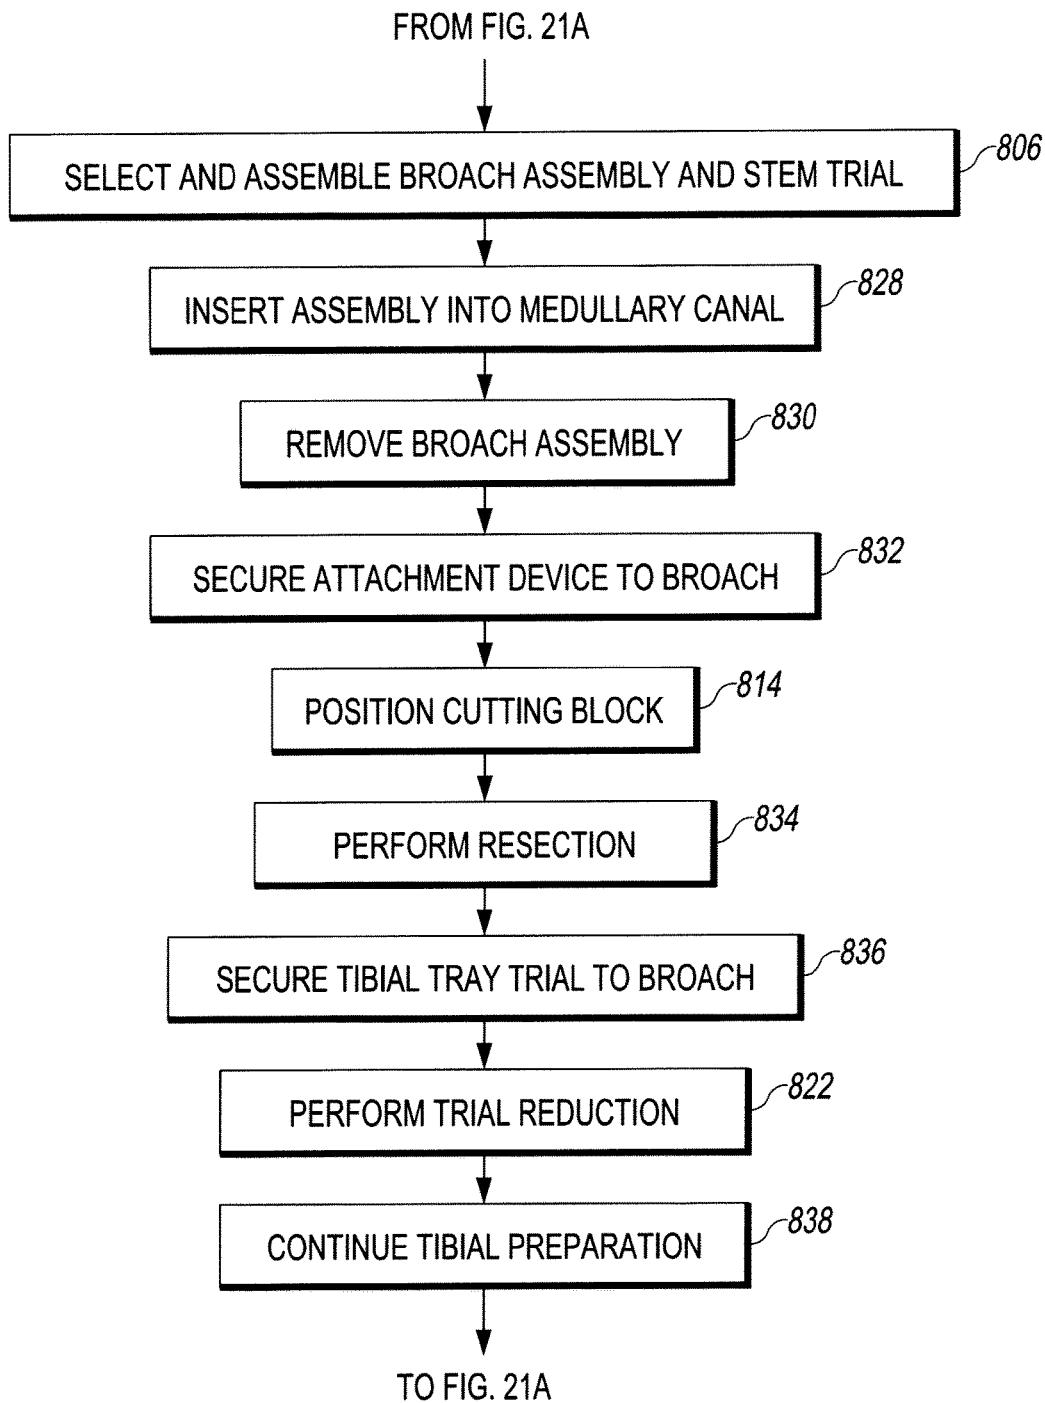 FROM FIG. 21A
SELECT AND ASSEMBLE BROACH ASSEMBLY AND STEM TRIAL
806
INSERT ASSEMBLY INTO MEDULLARY CANAL
828
REMOVE BROACH ASSEMBLY
830
SECURE ATTACHMENT DEVICE TO BROACH
832
POSITION CUTTING BLOCK
814
PERFORM RESECTION
834
SECURE TIBIAL TRAY TRIAL TO BROACH
836
PERFORM TRIAL REDUCTION
822
CONTINUE TIBIAL PREPARATION
838
TO FIG. 21A